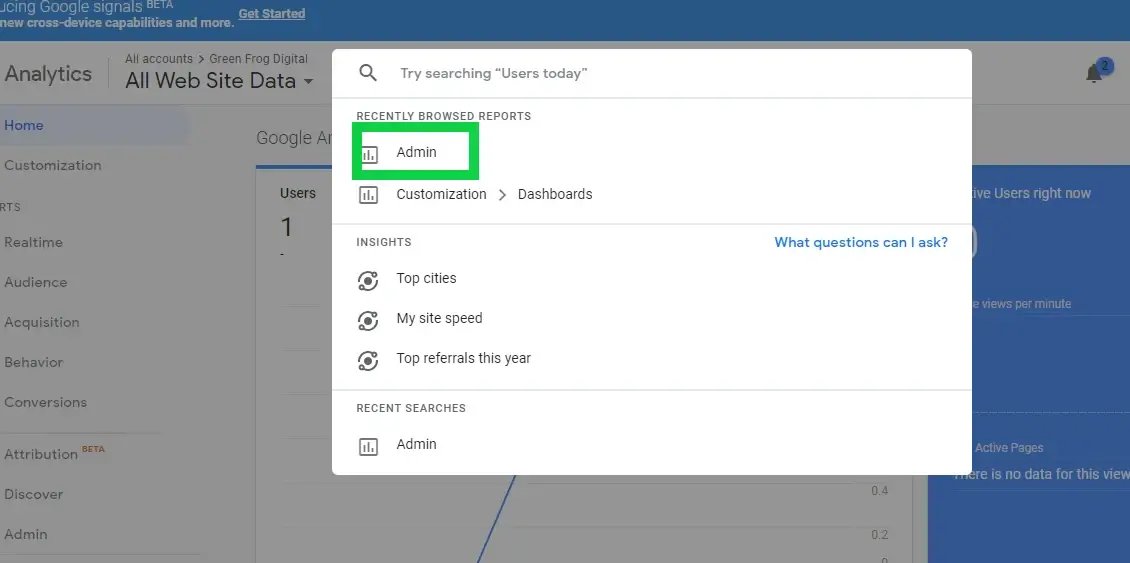 ucing Google signals BETA
new cross-device capabilities and more. Get Started
Analytics
All accounts > Green Frog Digital
All Web Site Data
Try searching “Users today”
2
RECENTLY BROWSED REPORTS
Admin
Customization > Dashboards
INSIGHTS
What questions can I ask?
Top cities
My site speed
Top referrals this year
RECENT SEARCHES
Admin
Home
Customization
RTS
Realtime
Audience
Acquisition
Behavior
Conversions
Attribution BETA
Discover
Admin
Google An
Users
1
-
tive Users right now
e views per minute
Active Pages
There is no data for this view
0.4
0.2
0